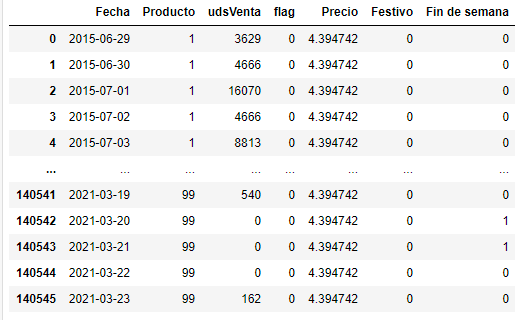 Fecha Producto udsVenta flag Precio Festivo Fin de semana
0 2015-06-29 1 3629 0 4.394742 0 0
1 2015-06-30 1 4666 0 4.394742 0 0
2 2015-07-01 1 16070 0 4.394742 0 0
3 2015-07-02 1 4666 0 4.394742 0 0
4 2015-07-03 1 8813 0 4.394742 0 0
... ... ... ... ... ... ... ...
140541 2021-03-19 99 540 0 4.394742 0 0
140542 2021-03-20 99 0 0 4.394742 0 1
140543 2021-03-21 99 0 0 4.394742 0 1
140544 2021-03-22 99 0 0 4.394742 0 0
140545 2021-03-23 99 162 0 4.394742 0 0